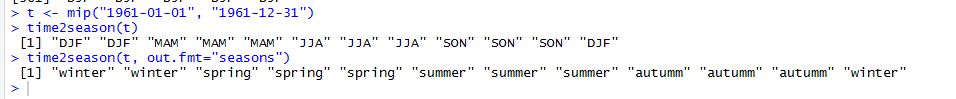 > t <- mip("1961-01-01", "1961-12-31")
> time2season(t)
[1] "DJF" "DJF" "MAM" "MAM" "MAM" "JJA" "JJA" "JJA" "SON" "SON" "SON" "DJF"
> time2season(t, out.fmt="seasons")
[1] "winter" "winter" "spring" "spring" "spring" "summer" "summer" "summer" "autumm" "autumm" "autumm" "winter"
>